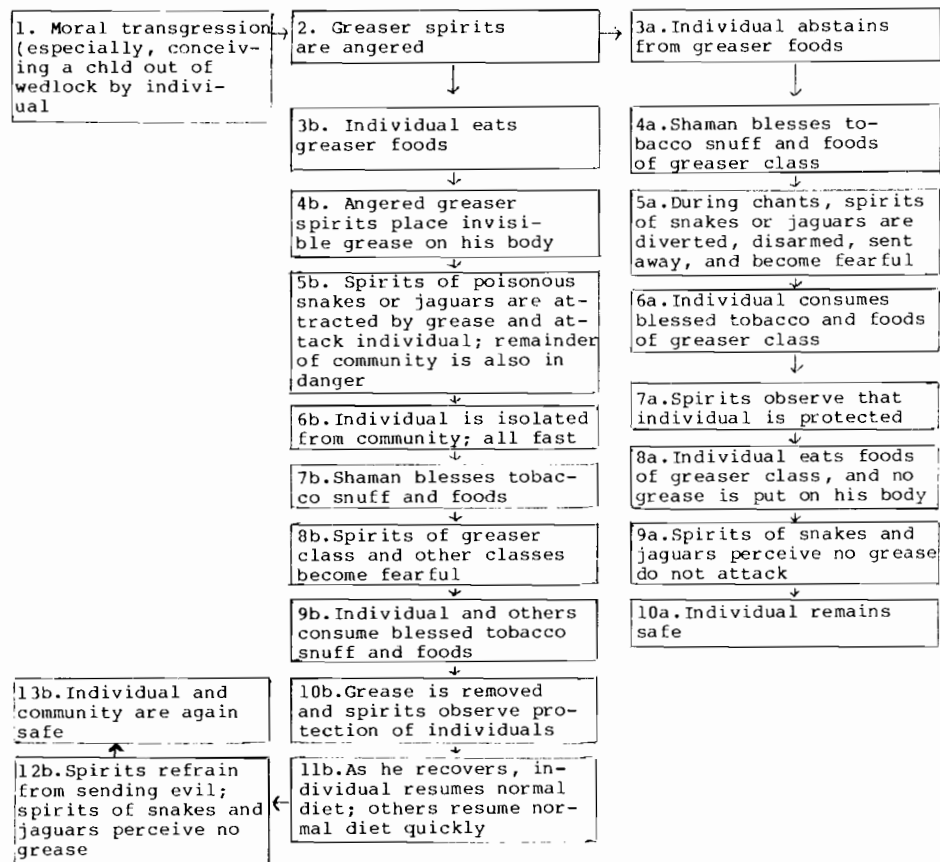 1. Moral transgression
(especially, conceiv-
ing a chld out of
wedlock by indivi-
ual
2. Greaser spirits
are angered
3a.Individual abstains
from greaser foods
3b. Individual eats
greaser foods
4b. Angered greaser
spirits place invisi-
ble grease on his body
5b. Spirits of poisonous
snakes or jaguars are at-
tracted by grease and at-
tack individual; remainder
of community is also in
danger
6b.Individual is isolated
from community; all fast
7b.Shaman blesses tobac-
co snuff and foods
8b.Spirits of greaser
class and other classes
become fearful
9b.Individual and others
consume blessed tobacco
snuff and foods
10b.Grease is removed
and spirits observe pro-
tection of individuals
11b.As he recovers, in-
dividual resumes normal
diet; others resume nor-
mal diet quickly
12b.Spirits refrain
from sending evil;
spirits of snakes and
jaguars perceive no
grease
13b.Individual and
community are again
safe
4a.Shaman blesses to-
bacco snuff and foods
of greaser class
5a.During chants, spirits
of snakes or jaguars are
diverted, disarmed, sent
away, and become fearful
6a.Individual consumes
blessed tobacco and foods
of greaser class
7a.Spirits observe that
individual is protected
8a.Individual eats foods
of greaser class, and no
grease is put on his body
9a.Spirits of snakes and
jaguars perceive no grease
do not attack
10a.Individual remains
safe